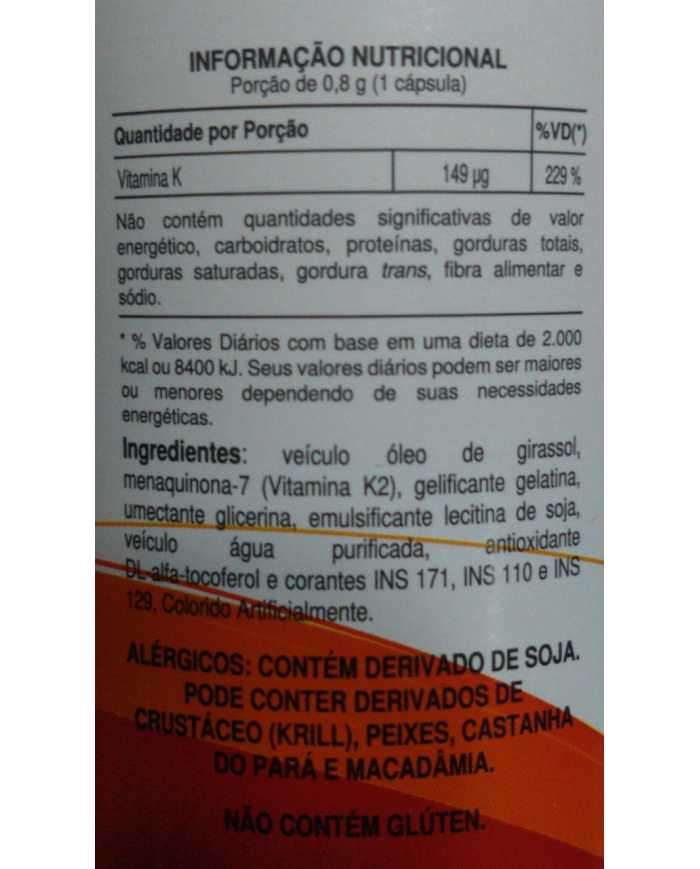 INFORMAÇÃO NUTRICIONAL
Porção de 0,8 g (1 cápsula)
Quantidade por Porção %VD(*)
Vitamina K 149 µg 229 %
Não contém quantidades significativas de valor
energético, carboidratos, proteínas, gorduras totais,
gorduras saturadas, gordura trans, fibra alimentar e
sódio.
* % Valores Diários com base em uma dieta de 2.000
kcal ou 8400 kJ. Seus valores diários podem ser maiores
ou menores dependendo de suas necessidades
energéticas.
Ingredientes: veículo óleo de girassol,
menaquinona-7 (Vitamina K2), gelificante gelatina,
umectante glicerina, emulsificante lecitina de soja,
veículo água purificada, antioxidante
DL-alfa-tocoferol e corantes INS 171, INS 110 e INS
129. Colorido Artificialmente.
ALÉRGICOS: CONTÉM DERIVADO DE SOJA.
PODE CONTER DERIVADOS DE
CRUSTÁCEO (KRILL), PEIXES, CASTANHA
DO PARÁ E MACADÂMIA.
NÃO CONTÉM GLÚTEN.